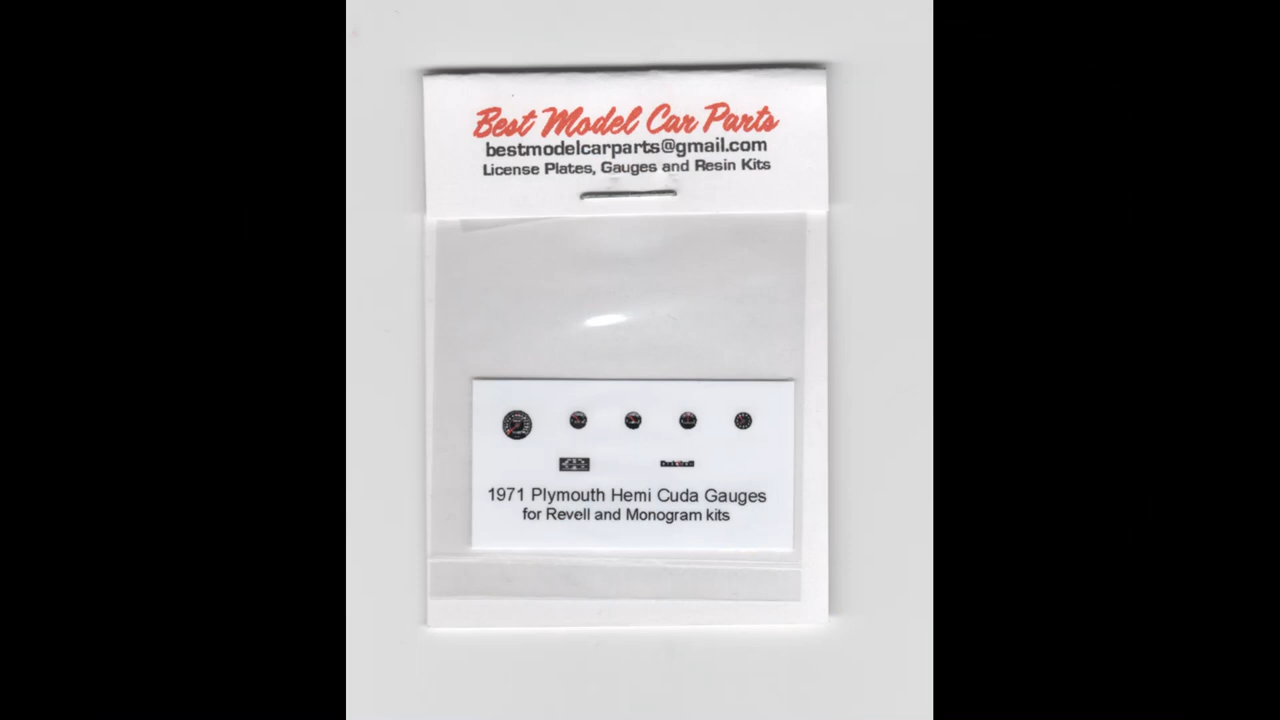 Best Model Car Parts
bestmodelcarparts@gmail.com
License Plates, Gauges and Resin Kits
1971 Plymouth Hemi Cuda Gauges
for Revell and Monogram kits